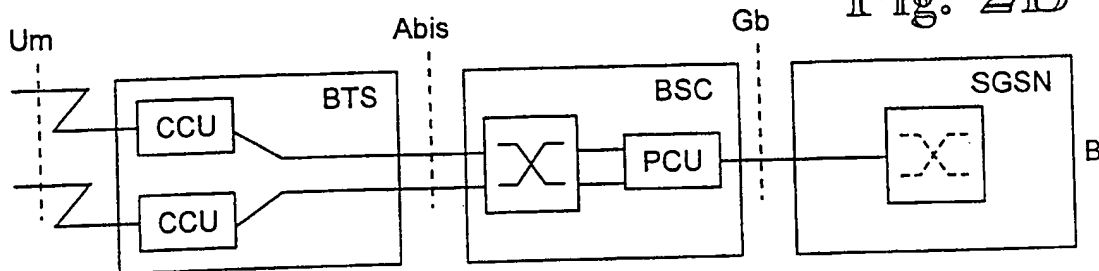 Fig. 2B
Um
Abis
Gb
BTS
BSC
SGSN
CCU
PCU
B
CCU